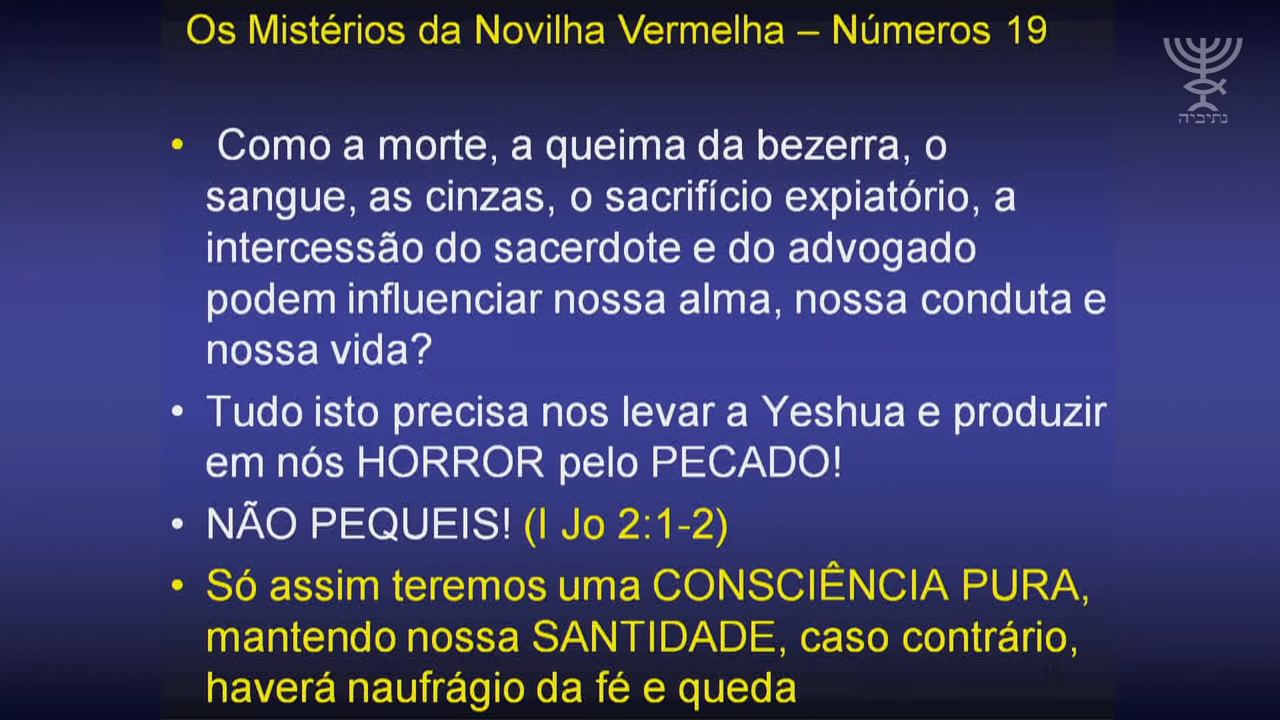 Os Mistérios da Novilha Vermelha – Números 19
נתיביה
• Como a morte, a queima da bezerra, o
sangue, as cinzas, o sacrifício expiatório, a
intercessão do sacerdote e do advogado
podem influenciar nossa alma, nossa conduta e
nossa vida?
• Tudo isto precisa nos levar a Yeshua e produzir
em nós HORROR pelo PECADO!
• NÃO PEQUEIS! (I Jo 2:1-2)
• Só assim teremos uma CONSCIÊNCIA PURA,
mantendo nossa SANTIDADE, caso contrário,
haverá naufrágio da fé e queda